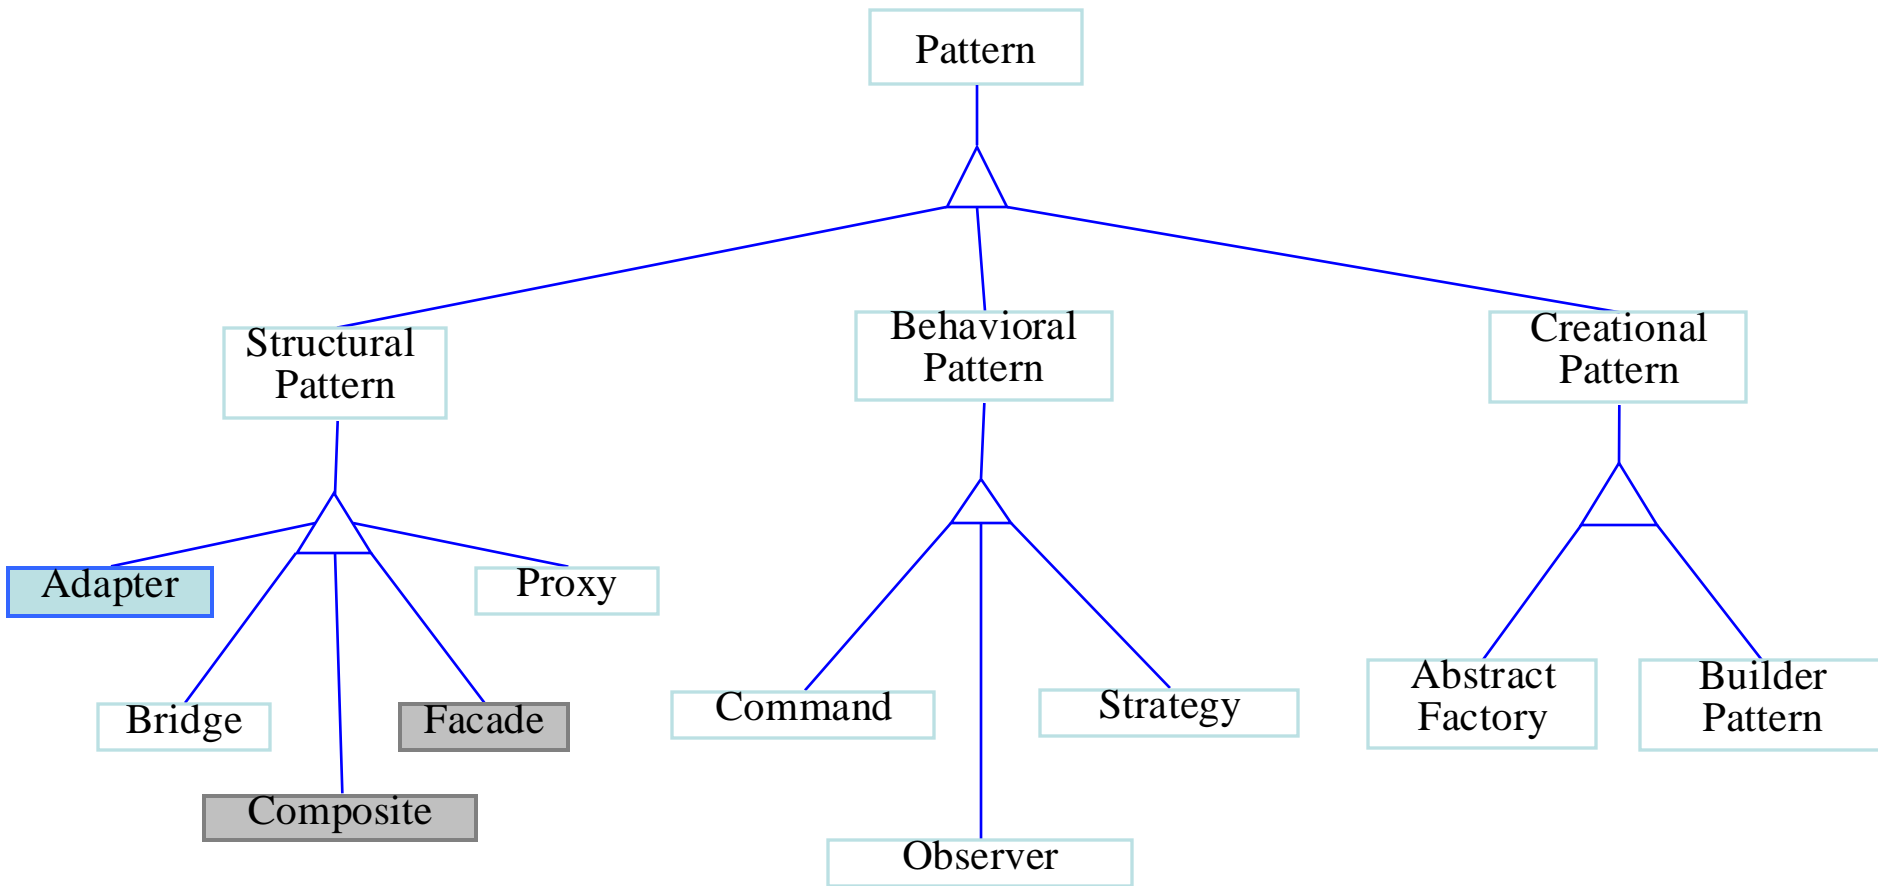 Pattern
Structural
Pattern
Behavioral
Pattern
Creational
Pattern
Adapter
Proxy
Bridge
Facade
Composite
Command
Strategy
Observer
Abstract
Factory
Builder
Pattern